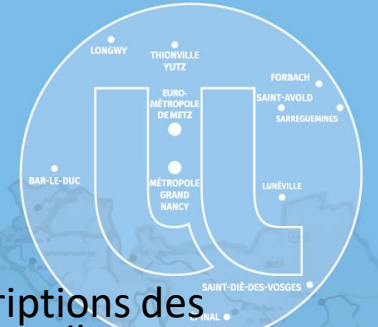 LONGWY
THIONVILLE
YUTZ
FORBACH
EURO-
MÉTROPOLE
DE METZ
SAINT-AVOLD
SARREGUEMINES
BAR-LE-DUC
MÉTROPOLE
GRAND
NANCY
LUNÉVILLE
riptions des
SAINT-DIÉ-DES-VOSGES